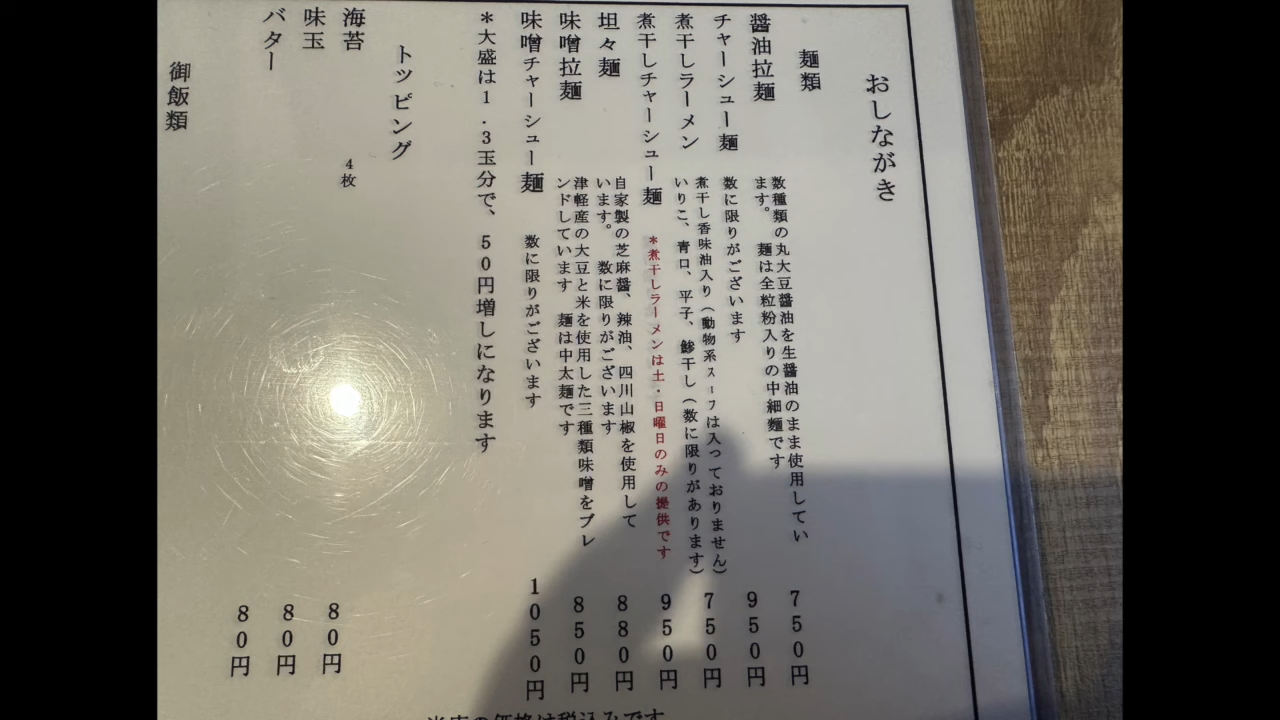 おしながき
麺類
醤油拉麺
数種類の丸大豆醤油を生醤油のまま使用してい
ます。 麺は全粒粉入りの中細麺です
750円
チャーシュー麺
数に限りがございます
950円
煮干しラーメン
煮干し香味油入り(動物系スープは入っておりません)
いりこ、青口、平子、鯵干し(数に限りがあります)
750円
煮干しチャーシュー麺
*煮干しラーメンは土・日曜日のみの提供です
950円
坦々麺
自家製の芝麻醤、辣油、四川山椒を使用して
います。 数に限りがございます
880円
味噌拉麺
津軽産の大豆と米を使用した三種類味噌をブレ
ンドしています 麺は中太麺です
850円
味噌チャーシュー麺
数に限りがございます
1050円
*大盛は1.3玉分で、50円増しになります
トッピング
海苔
4枚
80円
味玉
80円
バター
80円
御飯類
の価格は税込みです